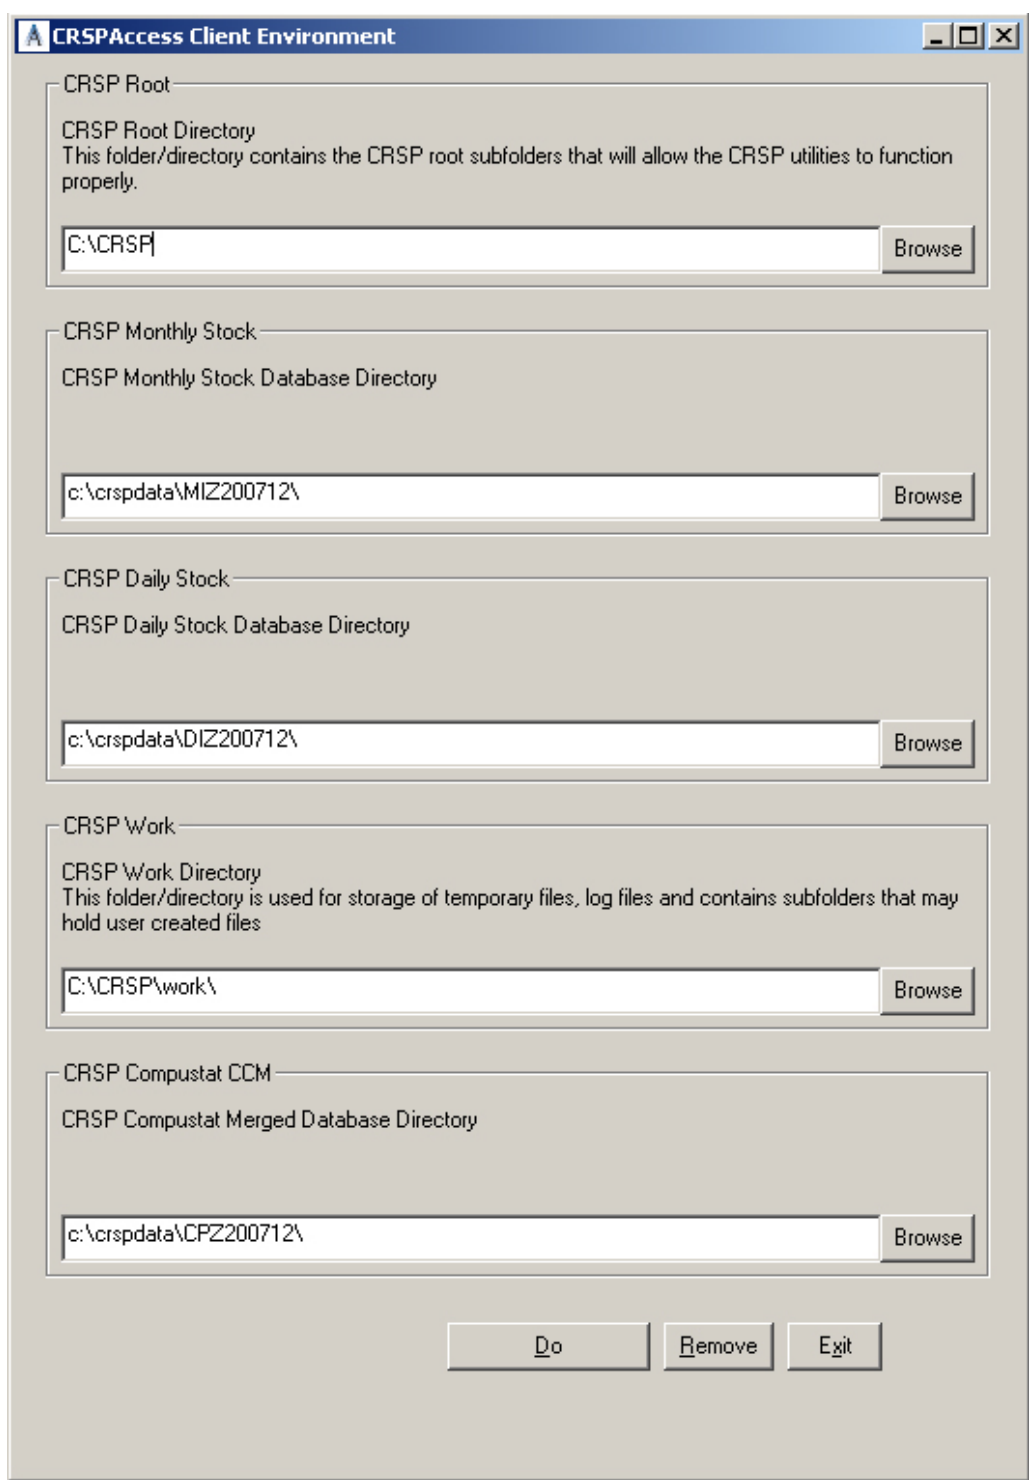 CRSPAccess Client Environment
CRSP Root
CRSP Root Directory
This folder/directory contains the CRSP root subfolders that will allow the CRSP utilities to function
properly.
C:\CRSP
Browse
CRSP Monthly Stock
CRSP Monthly Stock Database Directory
c:\crspdata\MIZ200712\
Browse
CRSP Daily Stock
CRSP Daily Stock Database Directory
c:\crspdata\DIZ200712\
Browse
CRSP Work
CRSP Work Directory
This folder/directory is used for storage of temporary files, log files and contains subfolders that may
hold user created files
C:\CRSP\work\
Browse
CRSP Compustat CCM
CRSP Compustat Merged Database Directory
c:\crspdata\CPZ200712\
Browse
Do Remove Exit